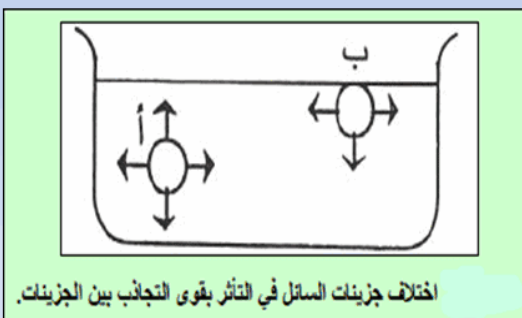 ب
أ
اختلاف جزيئات السائل في التأثر بقوى التجاذب بين الجزيئات.